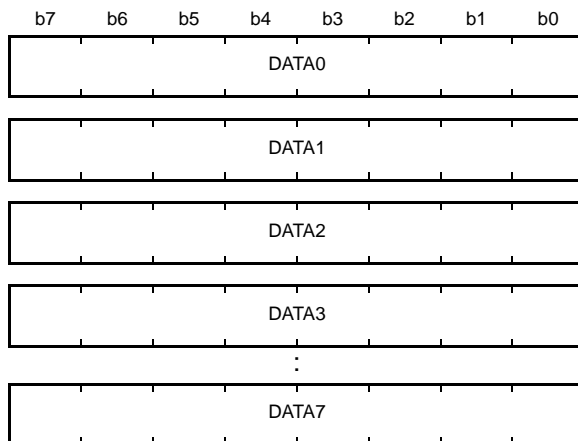 b7 b6 b5 b4 b3 b2 b1 b0
DATA0
DATA1
DATA2
DATA3
:
DATA7